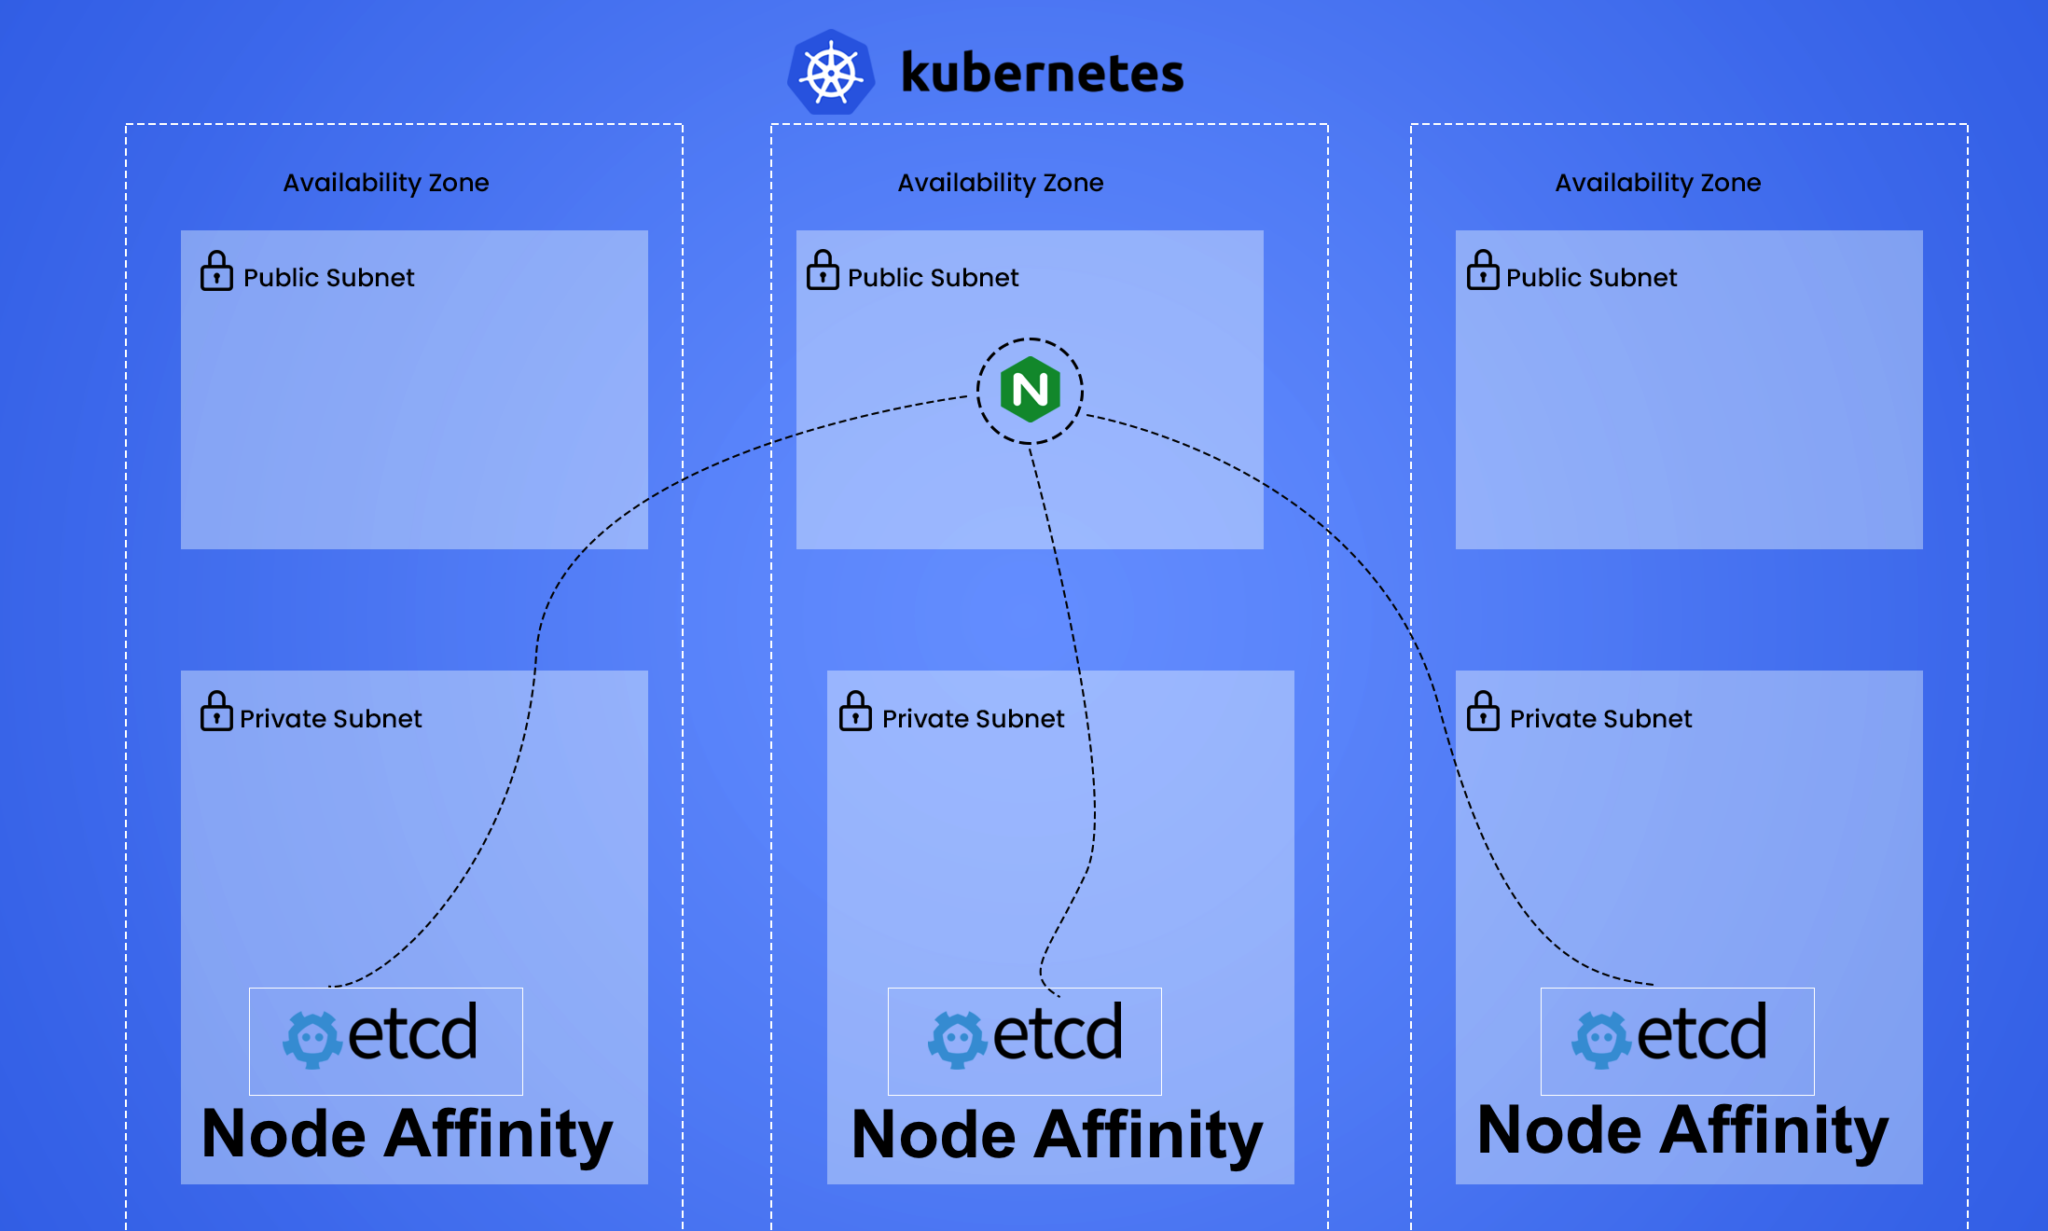 kubernetes
Availability Zone
Availability Zone
Availability Zone
Public Subnet
Public Subnet
Public Subnet
N
Private Subnet
Private Subnet
Private Subnet
etcd
etcd
etcd
Node Affinity
Node Affinity
Node Affinity